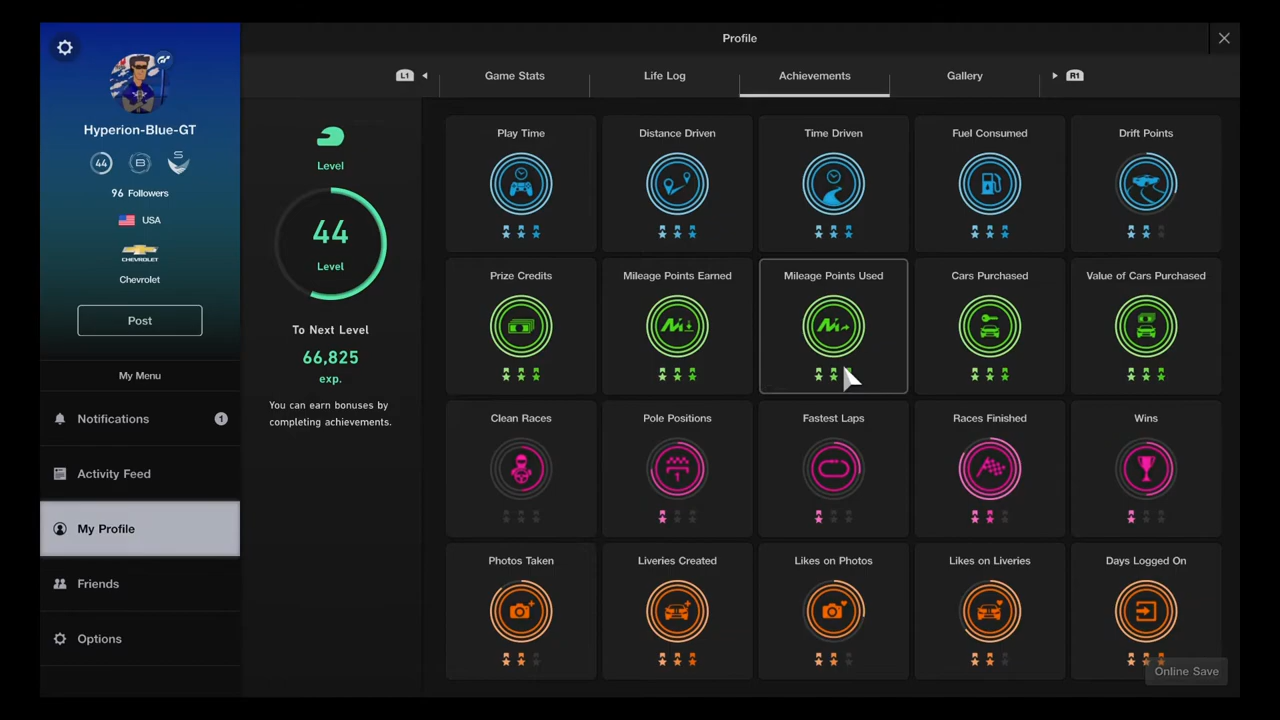 Profile
L1
Game Stats
Life Log
Achievements
Gallery
R1
Hyperion-Blue-GT
44
B
S
96 Followers
USA
CHEVROLET
Chevrolet
Post
My Menu
Notifications
1
Activity Feed
My Profile
Friends
Options
Level
44
Level
To Next Level
66,825
exp.
You can earn bonuses by
completing achievements.
Play Time
Distance Driven
Time Driven
Fuel Consumed
Drift Points
Prize Credits
Mileage Points Earned
Mileage Points Used
Cars Purchased
Value of Cars Purchased
Clean Races
Pole Positions
1
Fastest Laps
Races Finished
Wins
Photos Taken
Liveries Created
Likes on Photos
Likes on Liveries
Days Logged On
Online Save